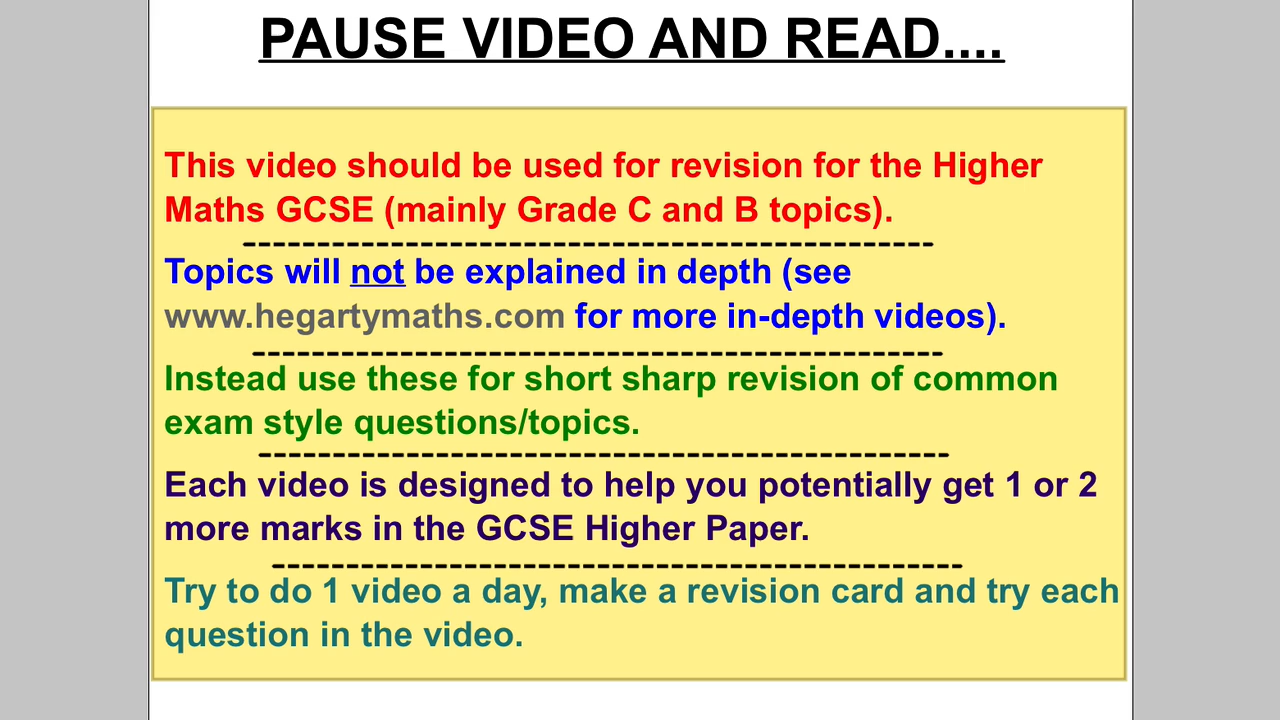 PAUSE VIDEO AND READ....
This video should be used for revision for the Higher
Maths GCSE (mainly Grade C and B topics).
Topics will not be explained in depth (see
www.hegartymaths.com for more in-depth videos).
Instead use these for short sharp revision of common
exam style questions/topics.
Each video is designed to help you potentially get 1 or 2
more marks in the GCSE Higher Paper.
Try to do 1 video a day, make a revision card and try each
question in the video.